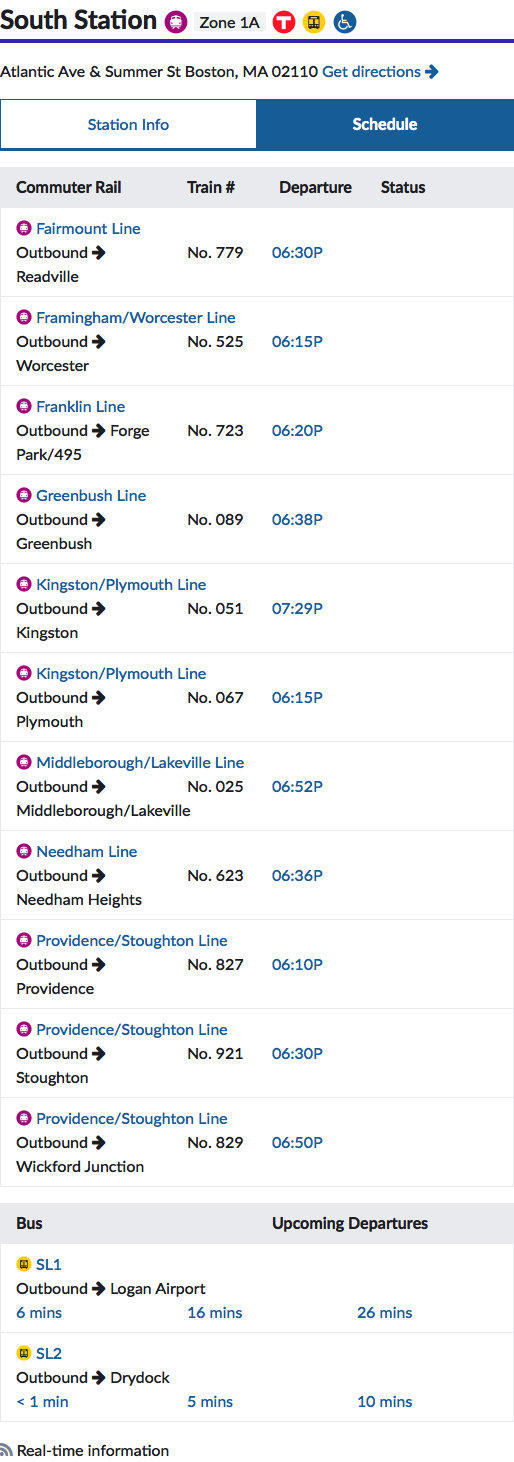 South Station Zone 1A T
Atlantic Ave & Summer St Boston, MA 02110 Get directions
Station Info Schedule
Commuter Rail Train # Departure Status
Fairmount Line
Outbound → No. 779 06:30P
Readville
Framingham/Worcester Line
Outbound → No. 525 06:15P
Worcester
Franklin Line
Outbound → Forge No. 723 06:20P
Park/495
Greenbush Line
Outbound → No. 089 06:38P
Greenbush
Kingston/Plymouth Line
Outbound → No. 051 07:29P
Kingston
Kingston/Plymouth Line
Outbound → No. 067 06:15P
Plymouth
Middleborough/Lakeville Line
Outbound → No. 025 06:52P
Middleborough/Lakeville
Needham Line
Outbound → No. 623 06:36P
Needham Heights
Providence/Stoughton Line
Outbound → No. 827 06:10P
Providence
Providence/Stoughton Line
Outbound → No. 921 06:30P
Stoughton
Providence/Stoughton Line
Outbound → No. 829 06:50P
Wickford Junction
Bus Upcoming Departures
SL1
Outbound → Logan Airport
6 mins 16 mins 26 mins
SL2
Outbound → Drydock
< 1 min 5 mins 10 mins
Real-time information